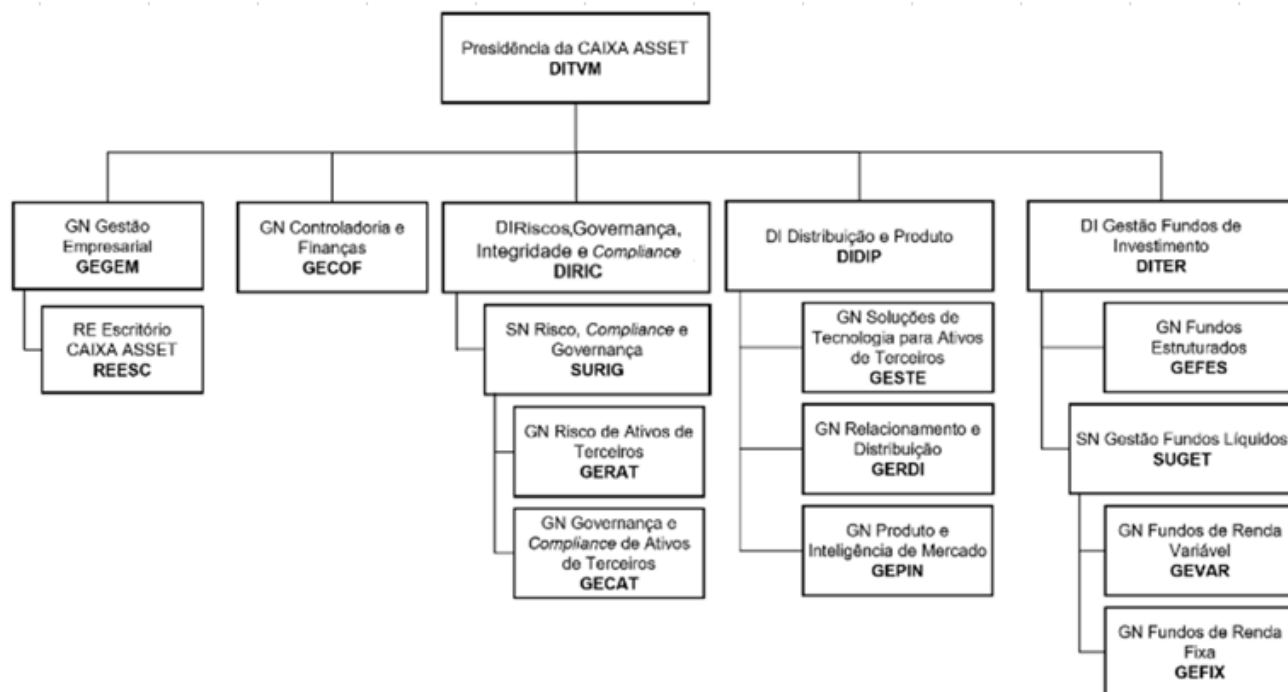 Presidência da CAIXA ASSET
DITVM
GN Gestão
Empresarial
GEGEM
RE Escritório
CAIXA ASSET
REESC
GN Controladoria e
Finanças
GECOF
DIRiscos,Governança,
Integridade e Compliance
DIRIC
SN Risco, Compliance e
Governança
SURIG
GN Risco de Ativos de
Terceiros
GERAT
GN Governança e
Compliance de Ativos
de Terceiros
GECAT
DI Distribuição e Produto
DIDIP
GN Soluções de
Tecnologia para Ativos
de Terceiros
GESTE
GN Relacionamento e
Distribuição
GERDI
GN Produto e
Inteligência de Mercado
GEPIN
DI Gestão Fundos de
Investimento
DITER
GN Fundos
Estruturados
GEFES
SN Gestão Fundos Líquidos
SUGET
GN Fundos de Renda
Variável
GEVAR
GN Fundos de Renda
Fixa
GEFIX